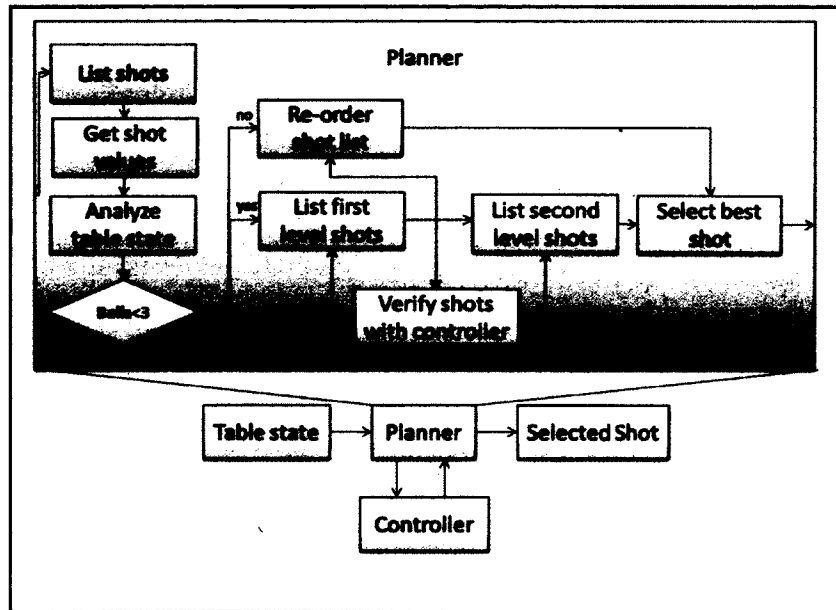 Planner
List shots
Get shot
values
Analyze
table state
Balls<3
no
Re-order
shot list
yes
List first
level shots
List second
level shots
Select best
shot
Verify shots
with controller
Table state
Planner
Selected Shot
Controller